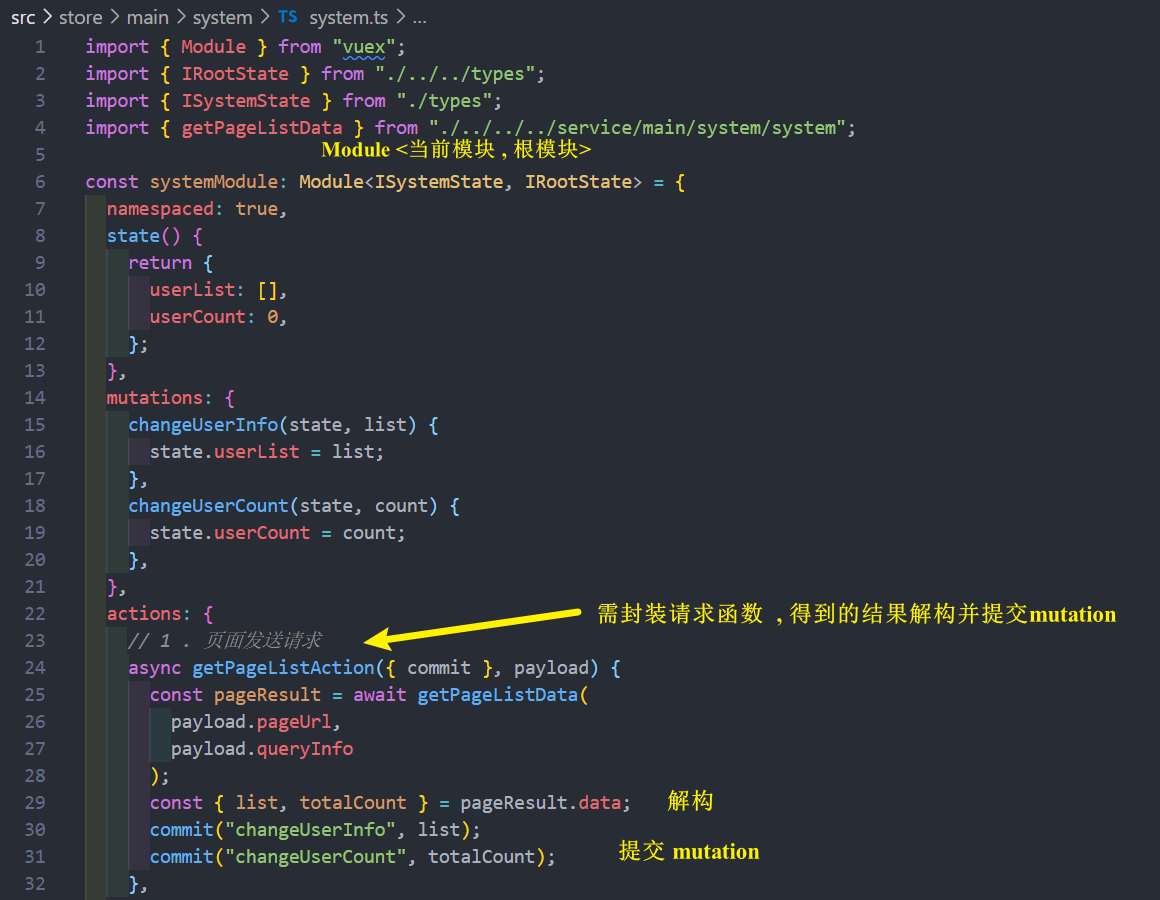 src > store > main > system > TS system.ts > ...
1 import { Module } from "vuex";
2 import { IRootState } from "./../../types";
3 import { ISystemState } from "./types";
4 import { getPageListData } from "./../../../service/main/system/system";
Module <当前模块 , 根模块>
5
6 const systemModule: Module<ISystemState, IRootState> = {
7 namespaced: true,
8 state() {
9 return {
10 userList: [],
11 userCount: 0,
12 };
13 },
14 mutations: {
15 changeUserInfo(state, list) {
16 state.userList = list;
17 },
18 changeUserCount(state, count) {
19 state.userCount = count;
20 },
21 },
22 actions: {
需封装请求函数 , 得到的结果解构并提交mutation
23 // 1 . 页面发送请求
24 async getPageListAction({ commit }, payload) {
25 const pageResult = await getPageListData(
26 payload.pageUrl,
27 payload.queryInfo
28 );
29 const { list, totalCount } = pageResult.data; 解构
30 commit("changeUserInfo", list);
31 commit("changeUserCount", totalCount); 提交 mutation
32 },